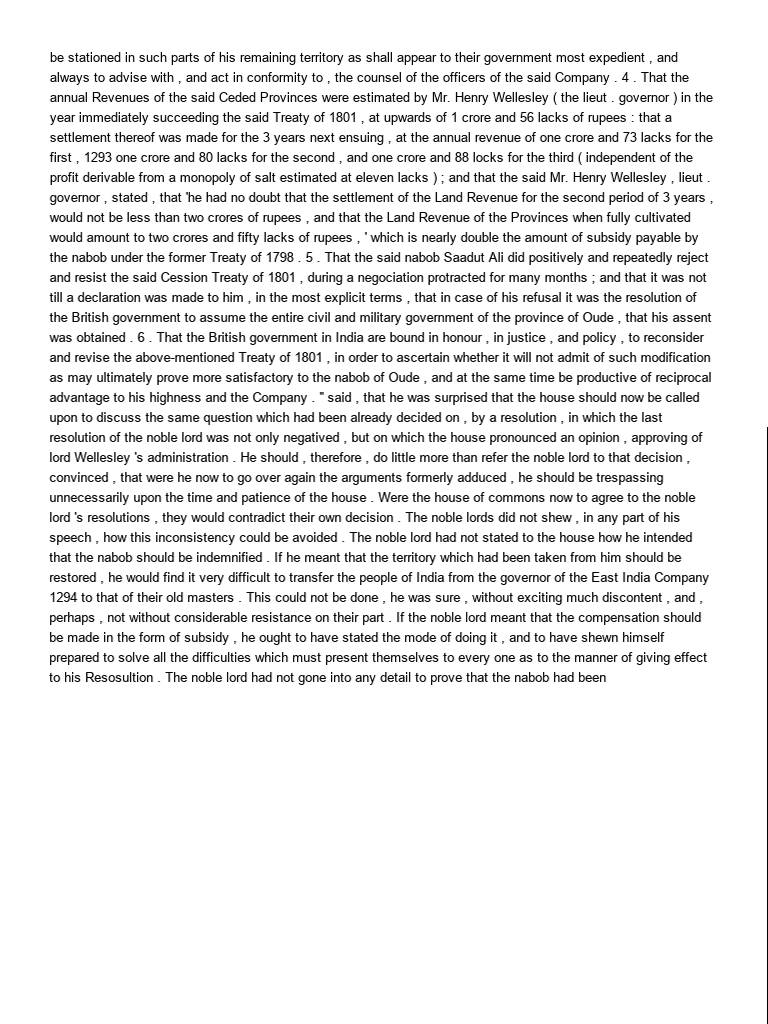 be stationed in such parts of his remaining territory as shall appear to their government most expedient , and
always to advise with , and act in conformity to , the counsel of the officers of the said Company . 4 . That the
annual Revenues of the said Ceded Provinces were estimated by Mr. Henry Wellesley ( the lieut . governor ) in the
year immediately succeeding the said Treaty of 1801 , at upwards of 1 crore and 56 lacks of rupees : that a
settlement thereof was made for the 3 years next ensuing , at the annual revenue of one crore and 73 lacks for the
first , 1293 one crore and 80 lacks for the second , and one crore and 88 locks for the third ( independent of the
profit derivable from a monopoly of salt estimated at eleven lacks ) ; and that the said Mr. Henry Wellesley , lieut .
governor , stated , that 'he had no doubt that the settlement of the Land Revenue for the second period of 3 years ,
would not be less than two crores of rupees , and that the Land Revenue of the Provinces when fully cultivated
would amount to two crores and fifty lacks of rupees , ' which is nearly double the amount of subsidy payable by
the nabob under the former Treaty of 1798 . 5 . That the said nabob Saadut Ali did positively and repeatedly reject
and resist the said Cession Treaty of 1801 , during a negociation protracted for many months ; and that it was not
till a declaration was made to him , in the most explicit terms , that in case of his refusal it was the resolution of
the British government to assume the entire civil and military government of the province of Oude , that his assent
was obtained . 6 . That the British government in India are bound in honour , in justice , and policy , to reconsider
and revise the above-mentioned Treaty of 1801 , in order to ascertain whether it will not admit of such modification
as may ultimately prove more satisfactory to the nabob of Oude , and at the same time be productive of reciprocal
advantage to his highness and the Company . " said , that he was surprised that the house should now be called
upon to discuss the same question which had been already decided on , by a resolution , in which the last
resolution of the noble lord was not only negatived , but on which the house pronounced an opinion , approving of
lord Wellesley 's administration . He should , therefore , do little more than refer the noble lord to that decision ,
convinced , that were he now to go over again the arguments formerly adduced , he should be trespassing
unnecessarily upon the time and patience of the house . Were the house of commons now to agree to the noble
lord 's resolutions , they would contradict their own decision . The noble lords did not shew , in any part of his
speech , how this inconsistency could be avoided . The noble lord had not stated to the house how he intended
that the nabob should be indemnified . If he meant that the territory which had been taken from him should be
restored , he would find it very difficult to transfer the people of India from the governor of the East India Company
1294 to that of their old masters . This could not be done , he was sure , without exciting much discontent , and ,
perhaps , not without considerable resistance on their part . If the noble lord meant that the compensation should
be made in the form of subsidy , he ought to have stated the mode of doing it , and to have shewn himself
prepared to solve all the difficulties which must present themselves to every one as to the manner of giving effect
to his Resosultion . The noble lord had not gone into any detail to prove that the nabob had been